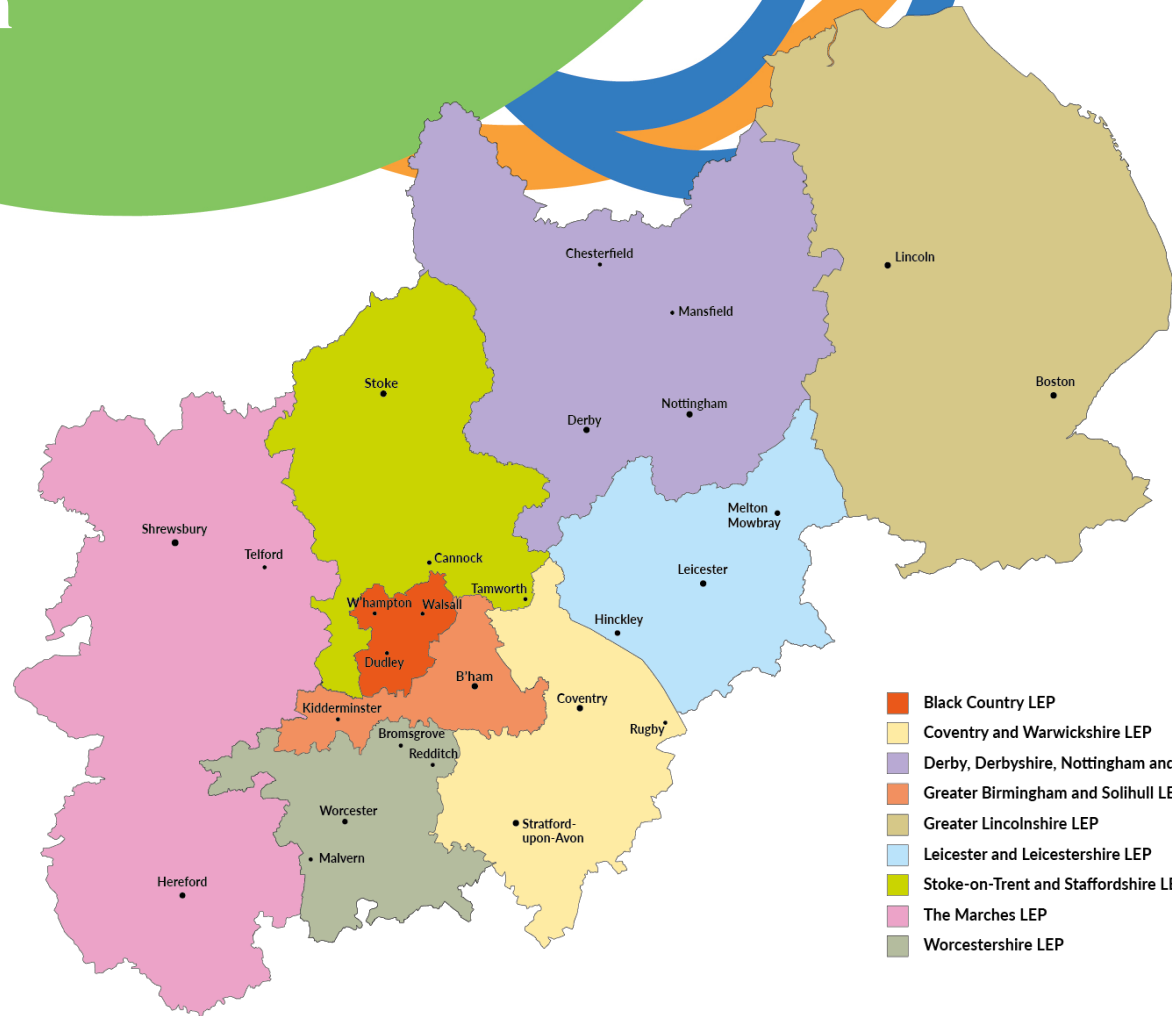 Chesterfield
Lincoln
Mansfield
Stoke
Boston
Nottingham
Derby
Melton
Mowbray
Shrewsbury
Telford
Cannock
Leicester
Tamworth
W'hampton
Walsall
Hinckley
Dudley
B'ham
Coventry
Kidderminster
Rugby
Bromsgrove
Redditch
Worcester
Stratford-
upon-Avon
Malvern
Hereford
Black Country LEP
Coventry and Warwickshire LEP
Derby, Derbyshire, Nottingham and
Greater Birmingham and Solihull LE
Greater Lincolnshire LEP
Leicester and Leicestershire LEP
Stoke-on-Trent and Staffordshire LE
The Marches LEP
Worcestershire LEP